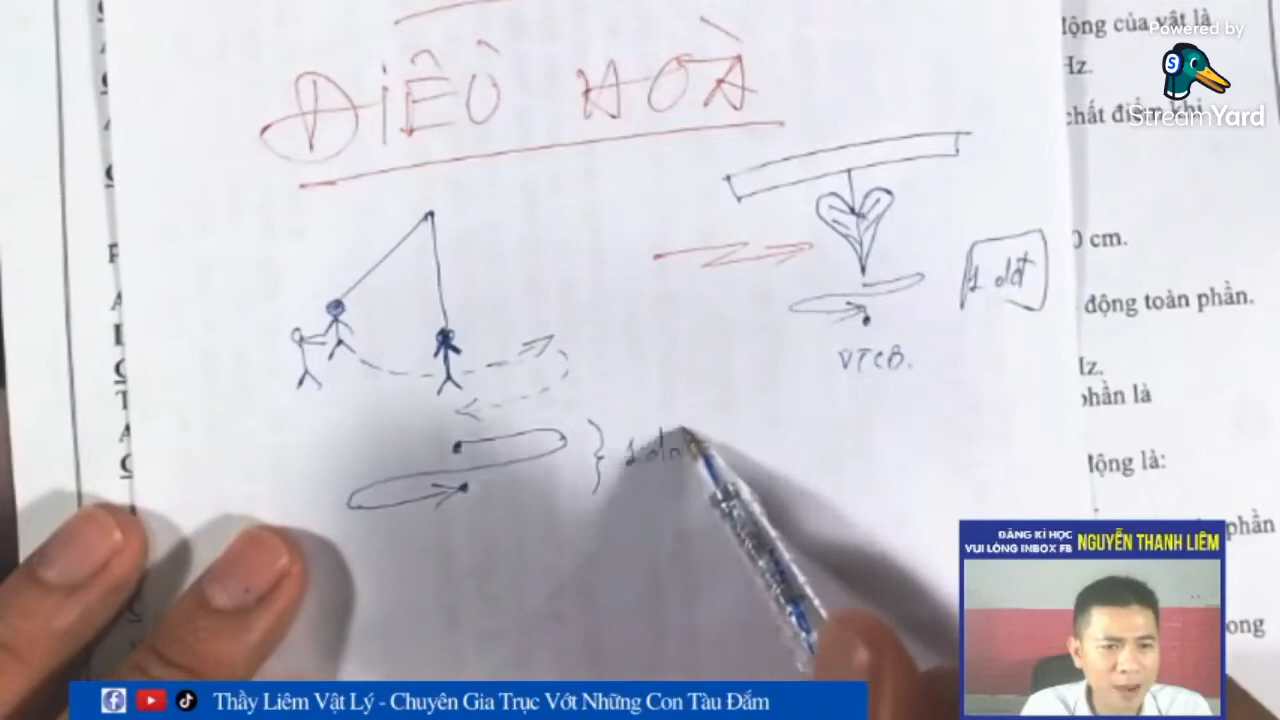 ĐIỀU HOÀ
1 dđ
VTCB.
1 dđ
động của vật là
Hz.
chất điểm khi
0 cm.
động toàn phần.
Hz.
phần là
động là:
phần
ong
Powered by
StreamYard
ĐĂNG KÍ HỌC
VUI LÒNG INBOX FB NGUYỄN THANH LIÊM
Thầy Liêm Vật Lý - Chuyên Gia Trục Vớt Những Con Tàu Đắm